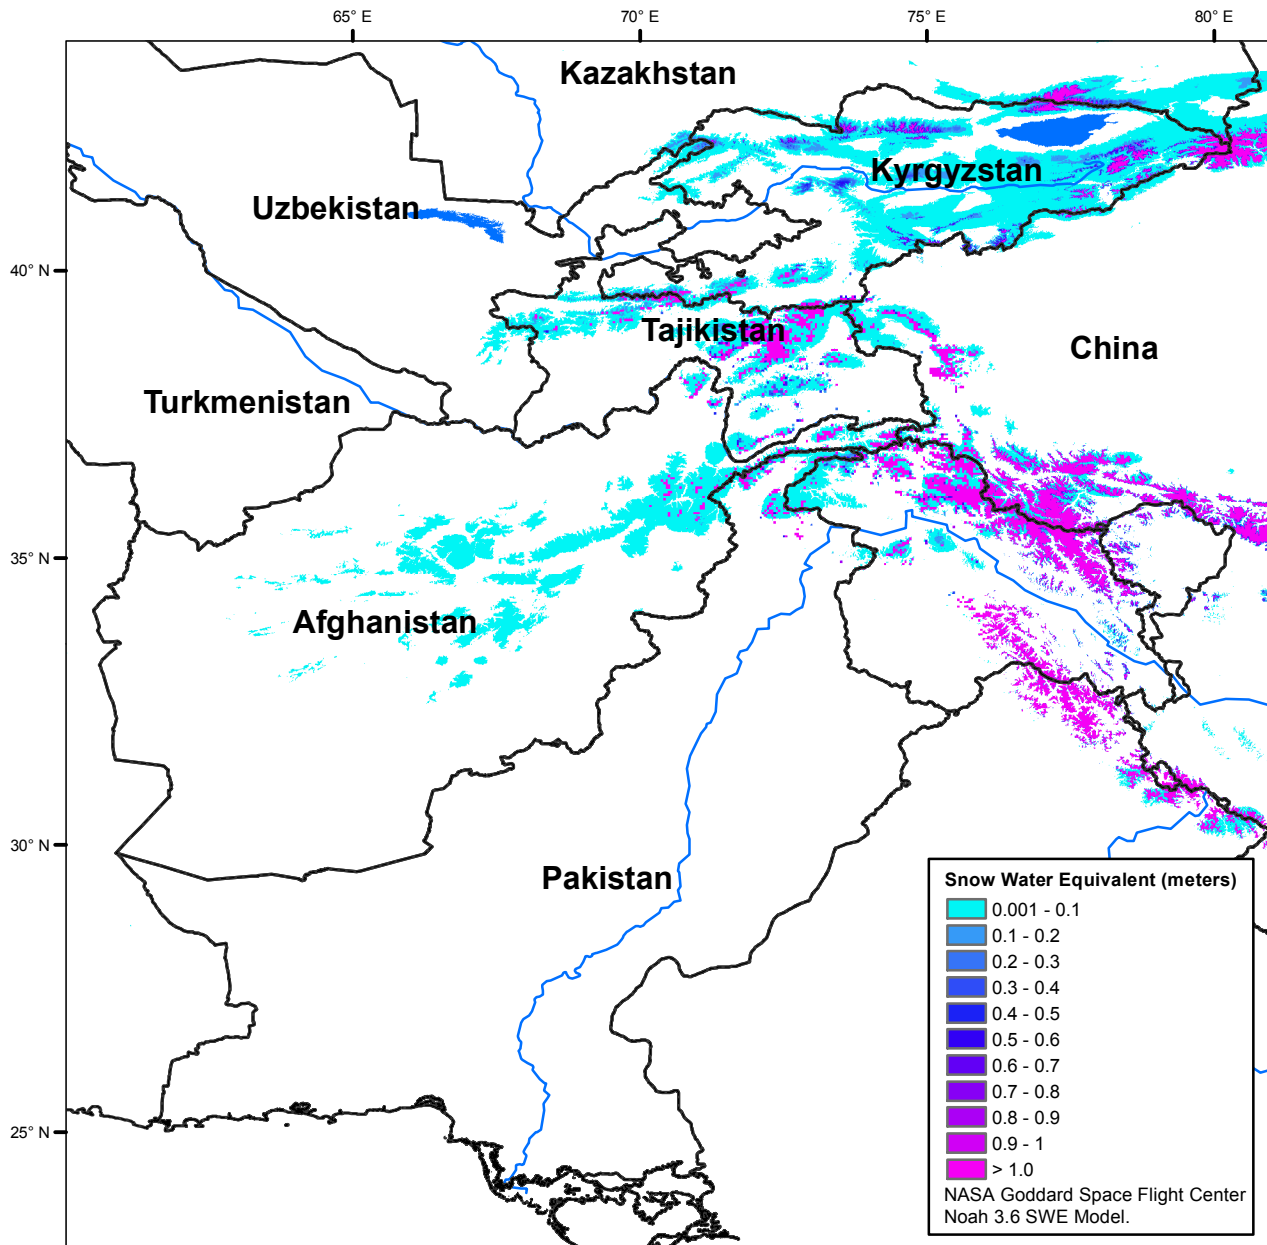 65° E
70° E
75° E
80° E
Kazakhstan
Kyrgyzstan
Uzbekistan
40° N
Tajikistan
China
Turkmenistan
35° N
Afghanistan
30° N
Pakistan
25° N
Snow Water Equivalent (meters)
0.001 - 0.1
0.1 - 0.2
0.2 - 0.3
0.3 - 0.4
0.4 - 0.5
0.5 - 0.6
0.6 - 0.7
0.7 - 0.8
0.8 - 0.9
0.9 - 1
> 1.0
NASA Goddard Space Flight Center
Noah 3.6 SWE Model.